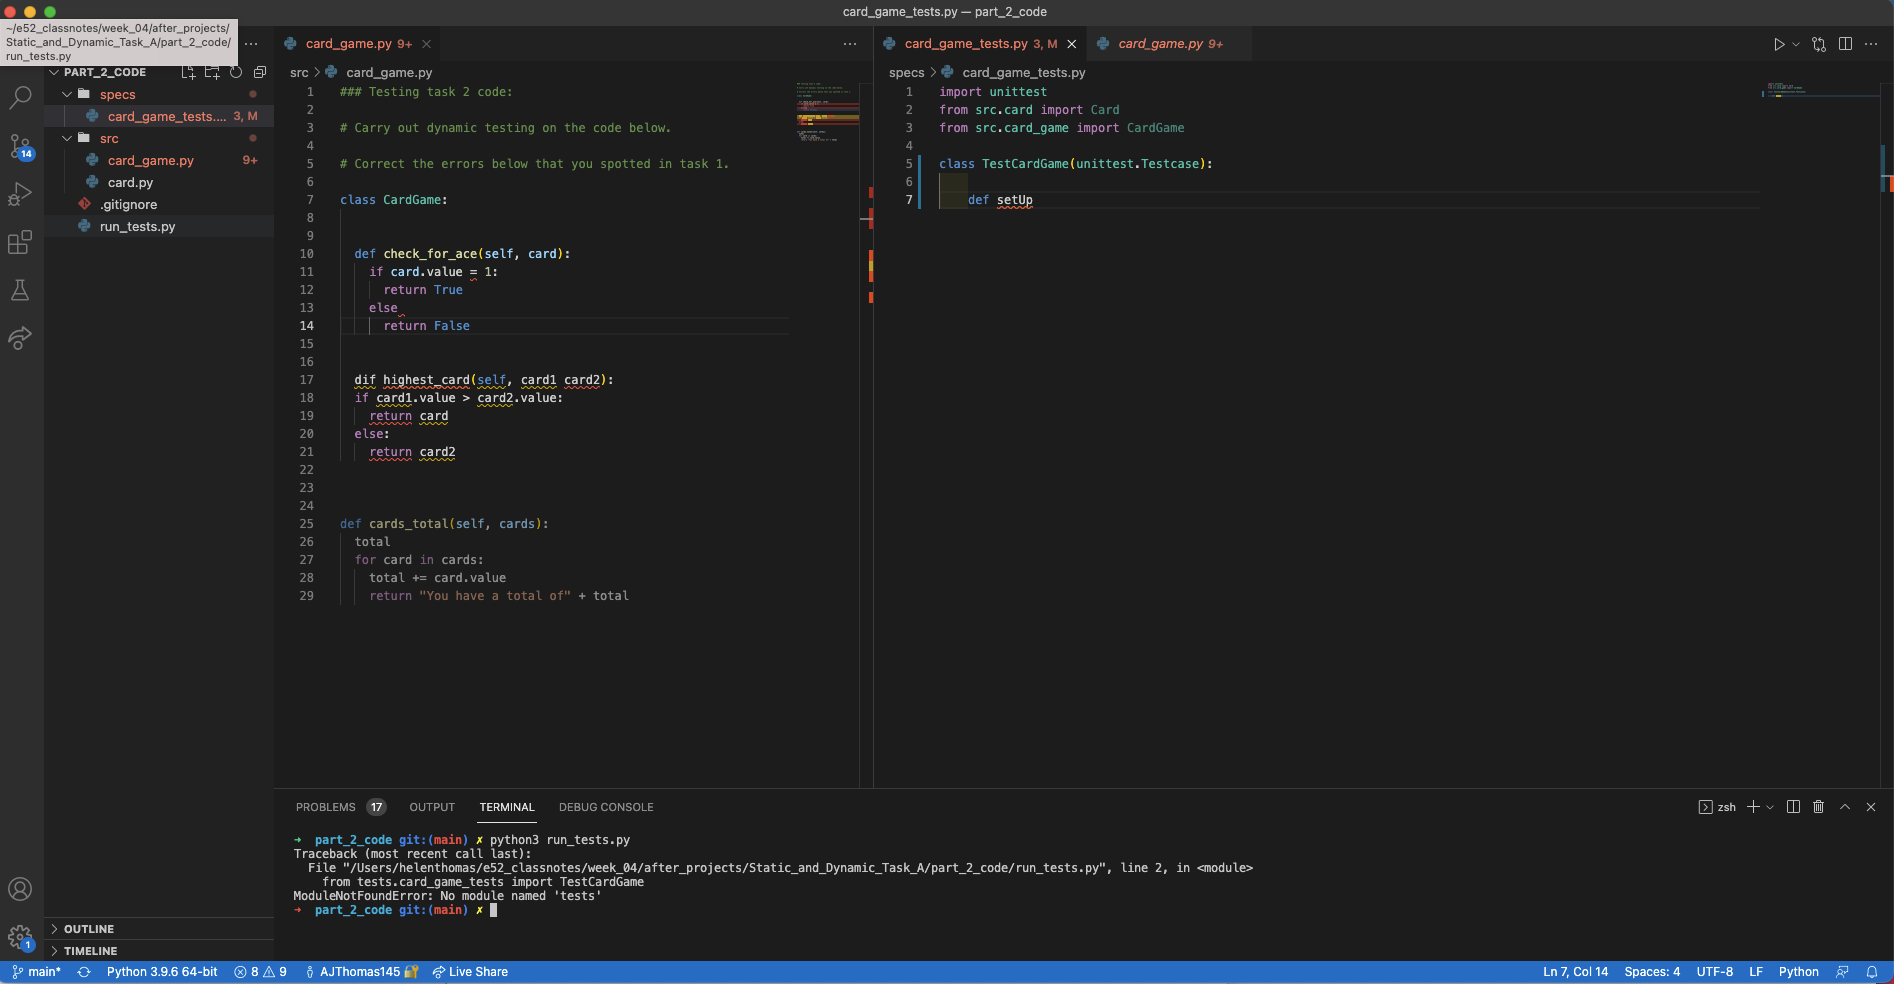 card_game_tests.py — part_2_code
~/e52_classnotes/week_04/after_projects/
Static_and_Dynamic_Task_A/part_2_code/
run_tests.py
PART_2_CODE
specs
card_game_tests.... 3, M
src
card_game.py 9+
card.py
.gitignore
run_tests.py
14
OUTLINE
TIMELINE
1
card_game.py 9+
src > card_game.py
1 ### Testing task 2 code:
2
3 # Carry out dynamic testing on the code below.
4
5 # Correct the errors below that you spotted in task 1.
6
7 class CardGame:
8
9
10 def check_for_ace(self, card):
11 if card.value = 1:
12 return True
13 else
14 return False
15
16
17 dif highest_card(self, card1 card2):
18 if card1.value > card2.value:
19 return card
20 else:
21 return card2
22
23
24
25 def cards_total(self, cards):
26 total
27 for card in cards:
28 total += card.value
29 return "You have a total of" + total
card_game_tests.py 3, M
card_game.py 9+
specs > card_game_tests.py
1 import unittest
2 from src.card import Card
3 from src.card_game import CardGame
4
5 class TestCardGame(unittest.Testcase):
6
7 def setUp
PROBLEMS 17 OUTPUT TERMINAL DEBUG CONSOLE
zsh
➜ part_2_code git:(main) ✗ python3 run_tests.py
Traceback (most recent call last):
File "/Users/helenthomas/e52_classnotes/week_04/after_projects/Static_and_Dynamic_Task_A/part_2_code/run_tests.py", line 2, in <module>
from tests.card_game_tests import TestCardGame
ModuleNotFoundError: No module named 'tests'
➜ part_2_code git:(main) ✗
main* Python 3.9.6 64-bit 8 9 AJThomas145 🔐 Live Share
Ln 7, Col 14 Spaces: 4 UTF-8 LF Python